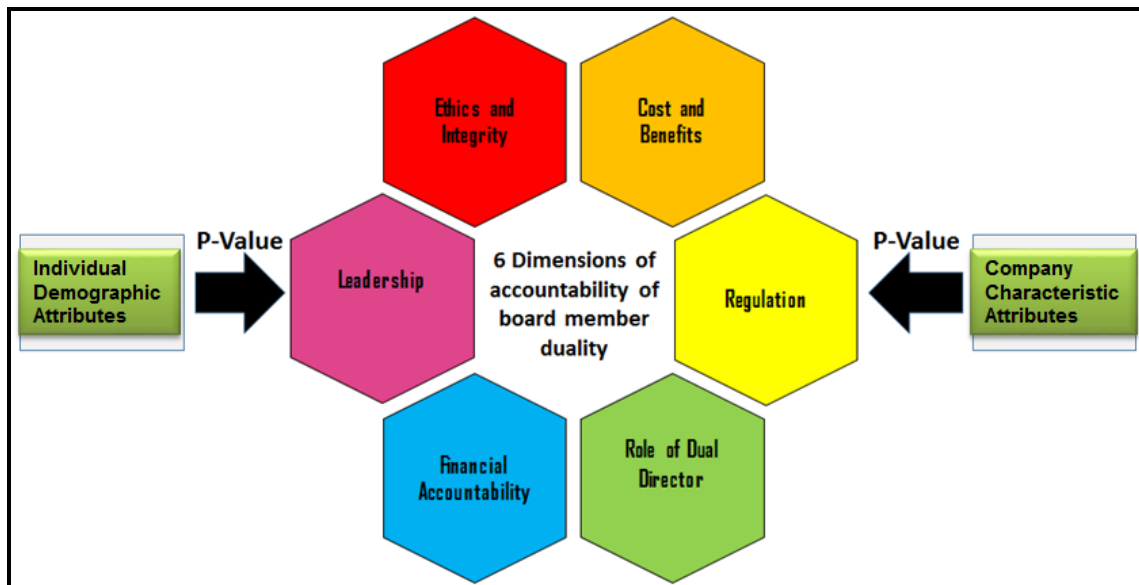 Ethics and
Integrity
Cost and
Benefits
P-Value
Individual
Demographic
Attributes
Leadership
6 Dimensions of
accountability of
board member
duality
Regulation
P-Value
Company
Characteristic
Attributes
Financial
Accountability
Role of Dual
Director